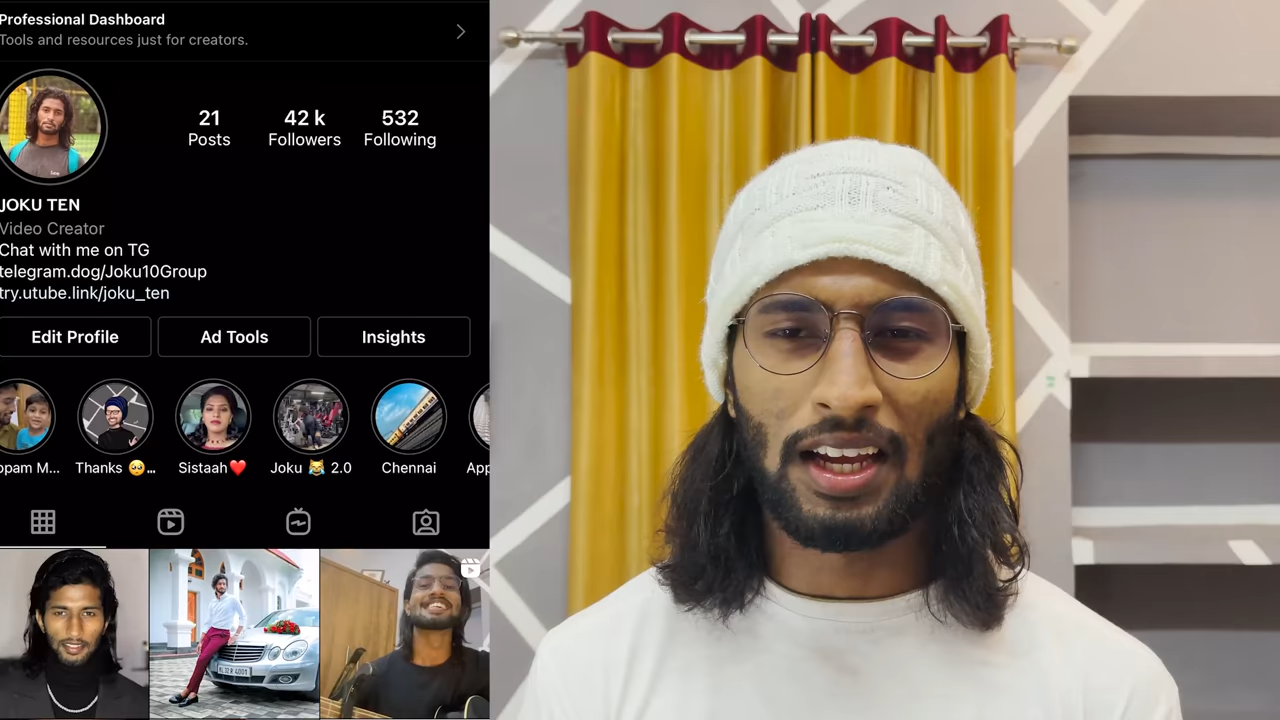 Professional Dashboard
Tools and resources just for creators.
21
Posts
42 k
Followers
532
Following
JOKU TEN
Video Creator
Chat with me on TG
telegram.dog/Joku10Group
try.utube.link/joku_ten
Edit Profile
Ad Tools
Insights
ppam M...
Thanks 🥺...
Sistaah❤️
Joku 😹 2.0
Chennai
App